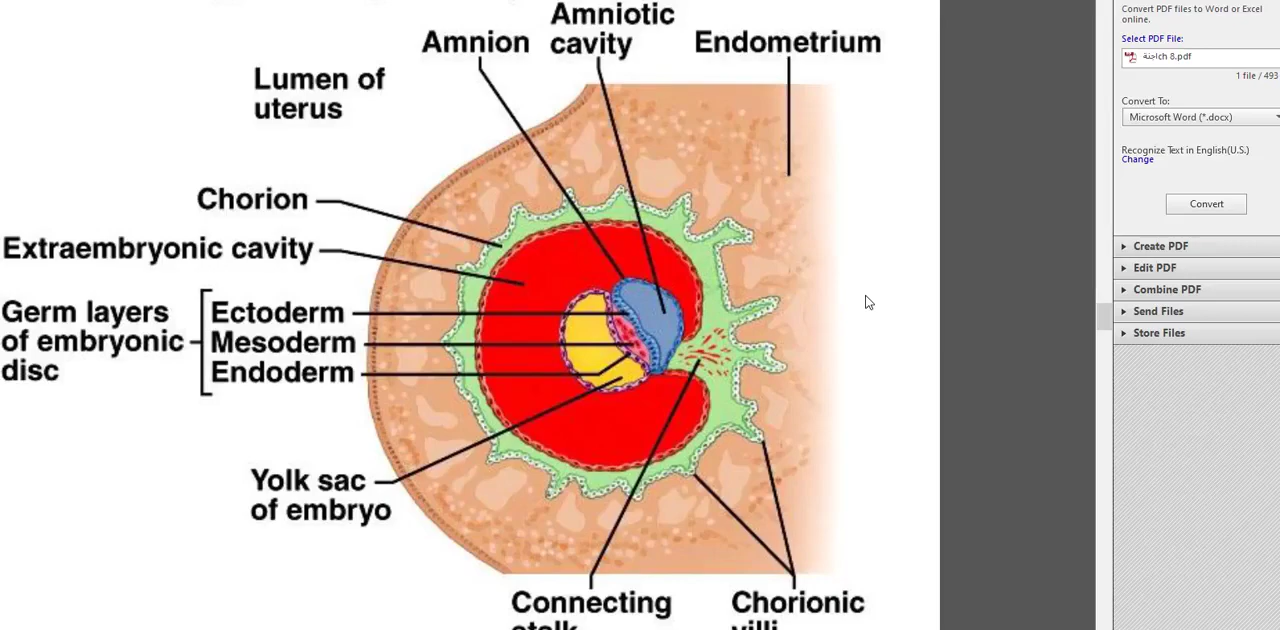 Amniotic
cavity
Amnion
Endometrium
Lumen of
uterus
Chorion
Extraembryonic cavity
Germ layers
of embryonic
disc
Ectoderm
Mesoderm
Endoderm
Yolk sac
of embryo
Connecting
stalk
Chorionic
villi
Convert PDF files to Word or Excel
online.
Select PDF File:
اجنة ch 8.pdf
1 file / 493
Convert To:
Microsoft Word (*.docx)
Recognize Text in English(U.S.)
Change
Convert
Create PDF
Edit PDF
Combine PDF
Send Files
Store Files